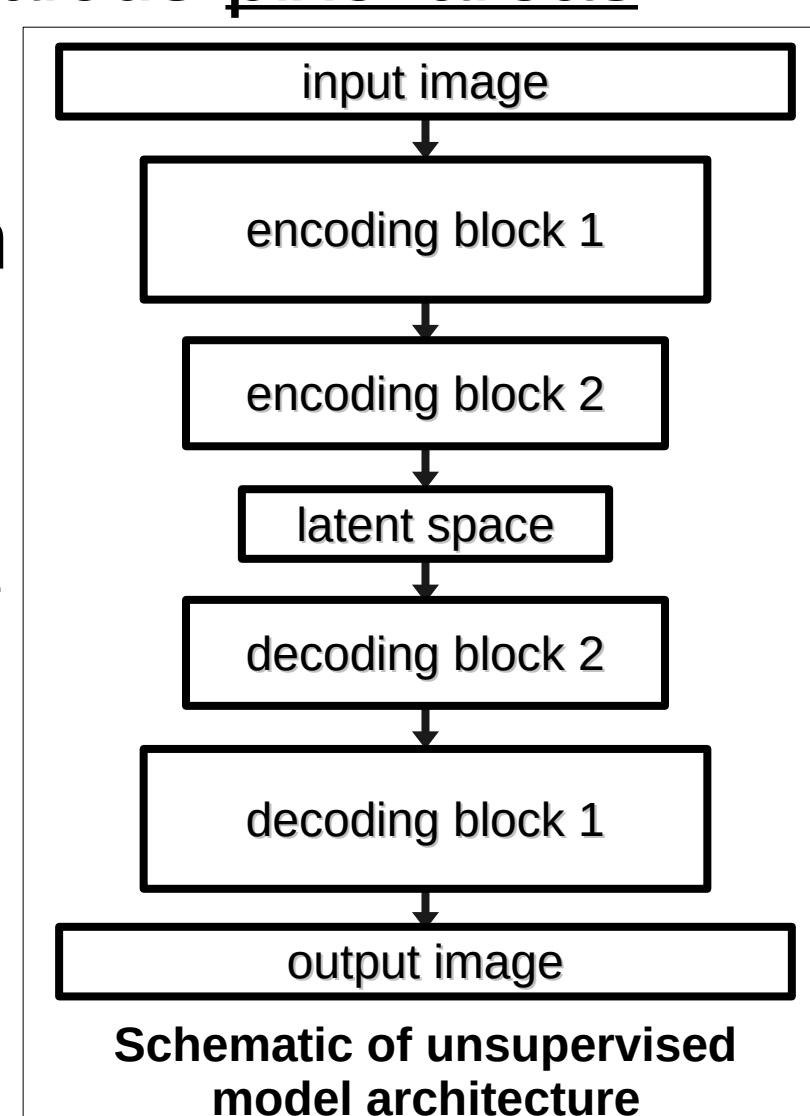 input image
encoding block 1
encoding block 2
latent space
decoding block 2
decoding block 1
output image
Schematic of unsupervised
model architecture